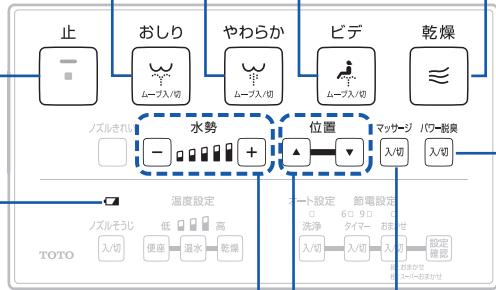 止 おしり やわらか ビデ 乾燥
ムーブ入/切 ムーブ入/切 ムーブ入/切
ノズルきれい 水勢 位置 マッサージ パワー脱臭
入/切 入/切
温度設定 オート設定 節電設定
ノズルそうじ 低 高 洗浄 6 9 タイマー おまかせ
入/切 便座 温水 乾燥 入/切 入/切 入/切 設定確認
TOTO